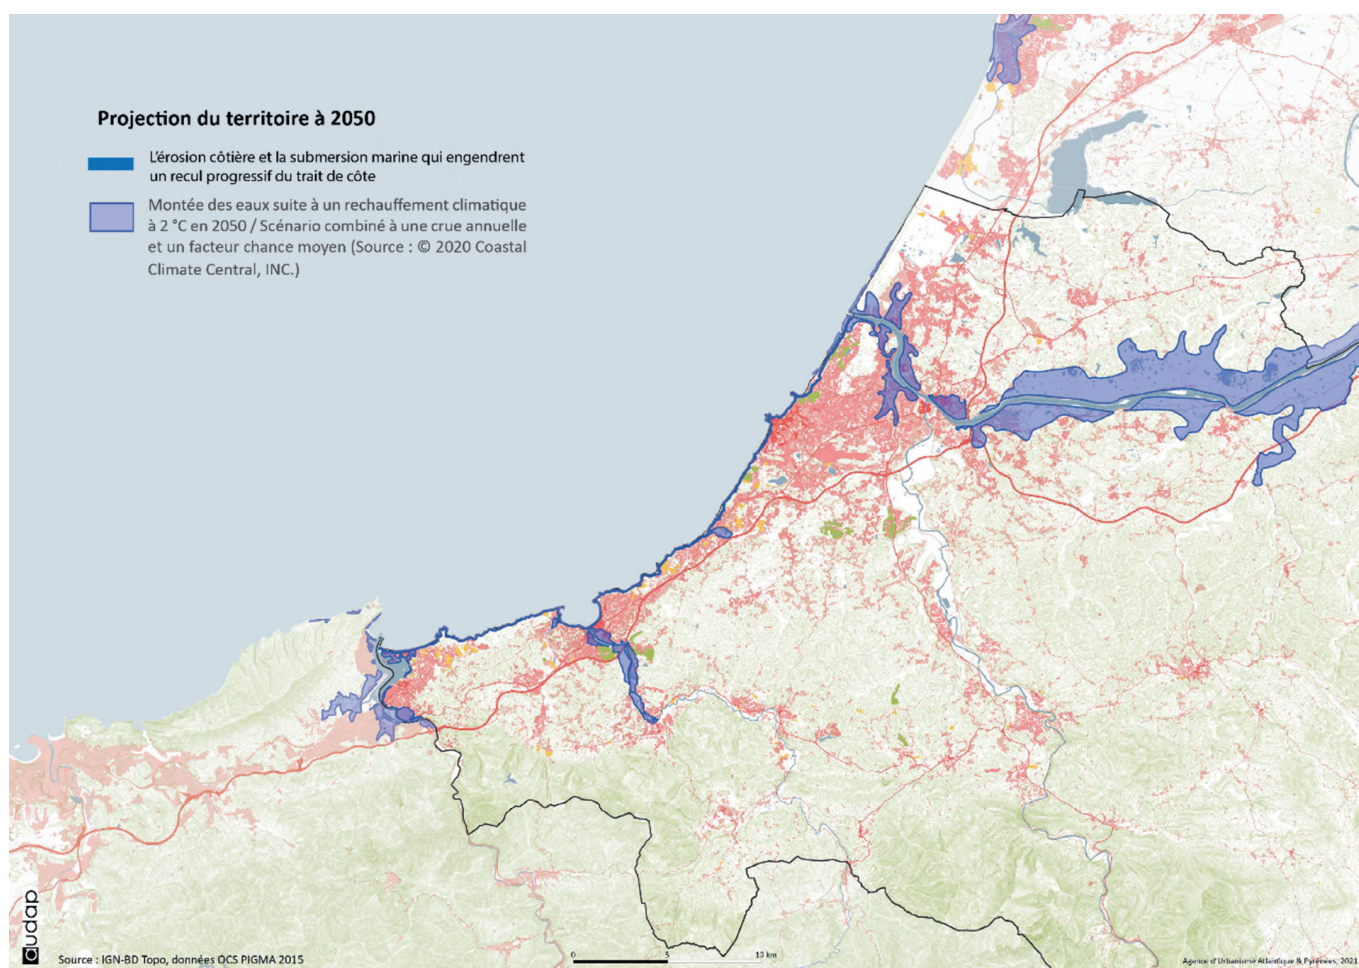 Projection du territoire à 2050
L'érosion côtière et la submersion marine qui engendrent
un recul progressif du trait de côte
Montée des eaux suite à un rechauffement climatique
à 2 °C en 2050 / Scénario combiné à une crue annuelle
et un facteur chance moyen (Source : © 2020 Coastal
Climate Central, INC.)
audap
Source : IGN-BD Topo, données OCS PIGMA 2015
0 5 10 km
Agence d'Urbanisme Atlantique & Pyrénées, 2021